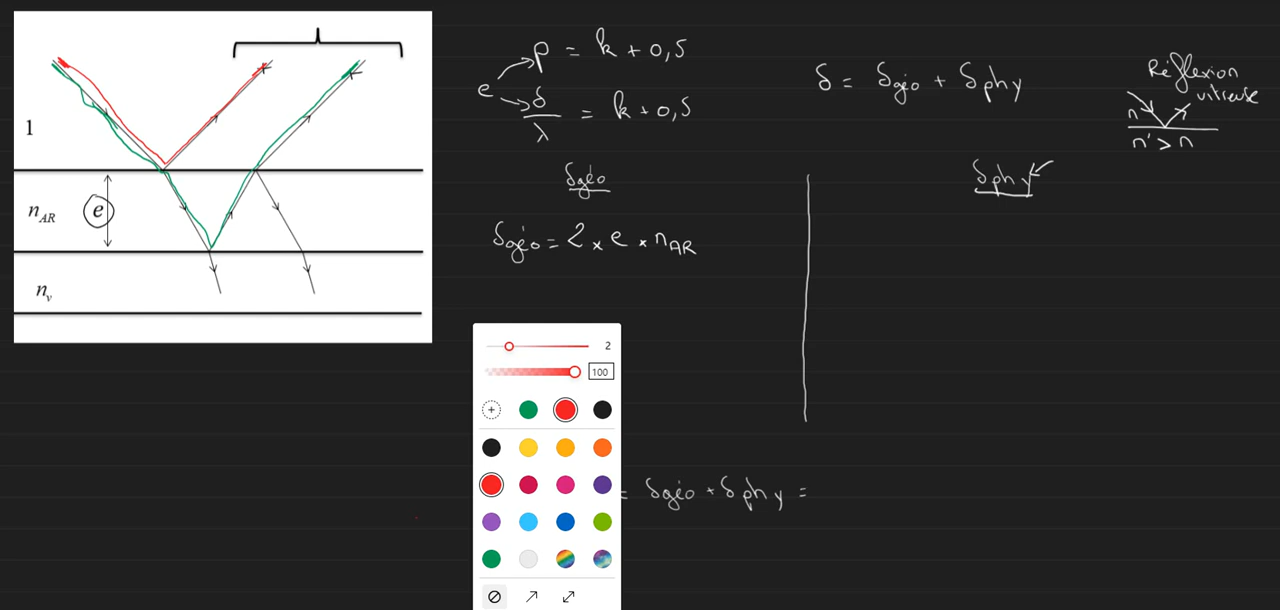 1
n_AR
e
n_v
e
p = k + 0,5
δ/λ = k + 0,5
δ = δgéo + δphy
Réflexion
vitreuse
n
n' > n
δgéo
δgéo = 2 × e × n_AR
δphy
2
100
= δgéo + δphy =